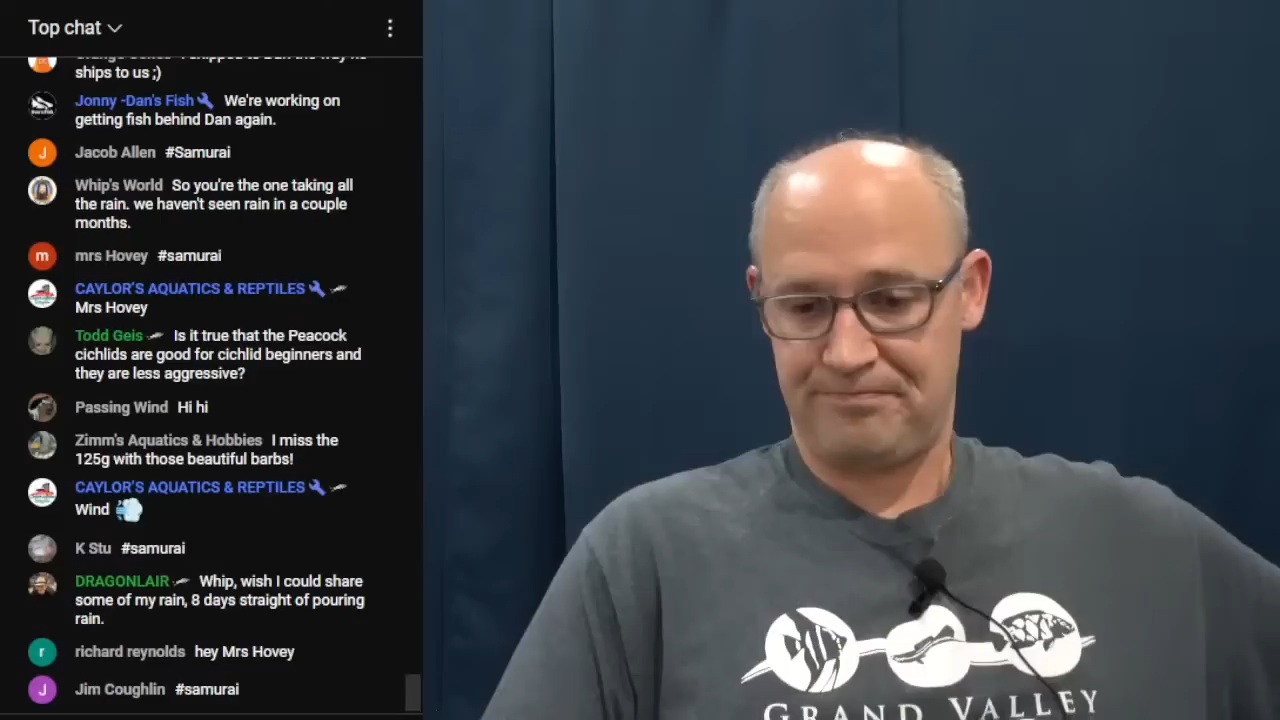 Top chat
ships to us ;)
Jonny -Dan's Fish We're working on
getting fish behind Dan again.
J
Jacob Allen #Samurai
Whip's World So you're the one taking all
the rain. we haven't seen rain in a couple
months.
m
mrs Hovey #samurai
CAYLOR'S AQUATICS & REPTILES
Mrs Hovey
Todd Geis Is it true that the Peacock
cichlids are good for cichlid beginners and
they are less aggressive?
Passing Wind Hi hi
Zimm's Aquatics & Hobbies I miss the
125g with those beautiful barbs!
CAYLOR'S AQUATICS & REPTILES
Wind
K Stu #samurai
DRAGONLAIR Whip, wish I could share
some of my rain, 8 days straight of pouring
rain.
r
richard reynolds hey Mrs Hovey
J
Jim Coughlin #samurai
GRAND VALLEY